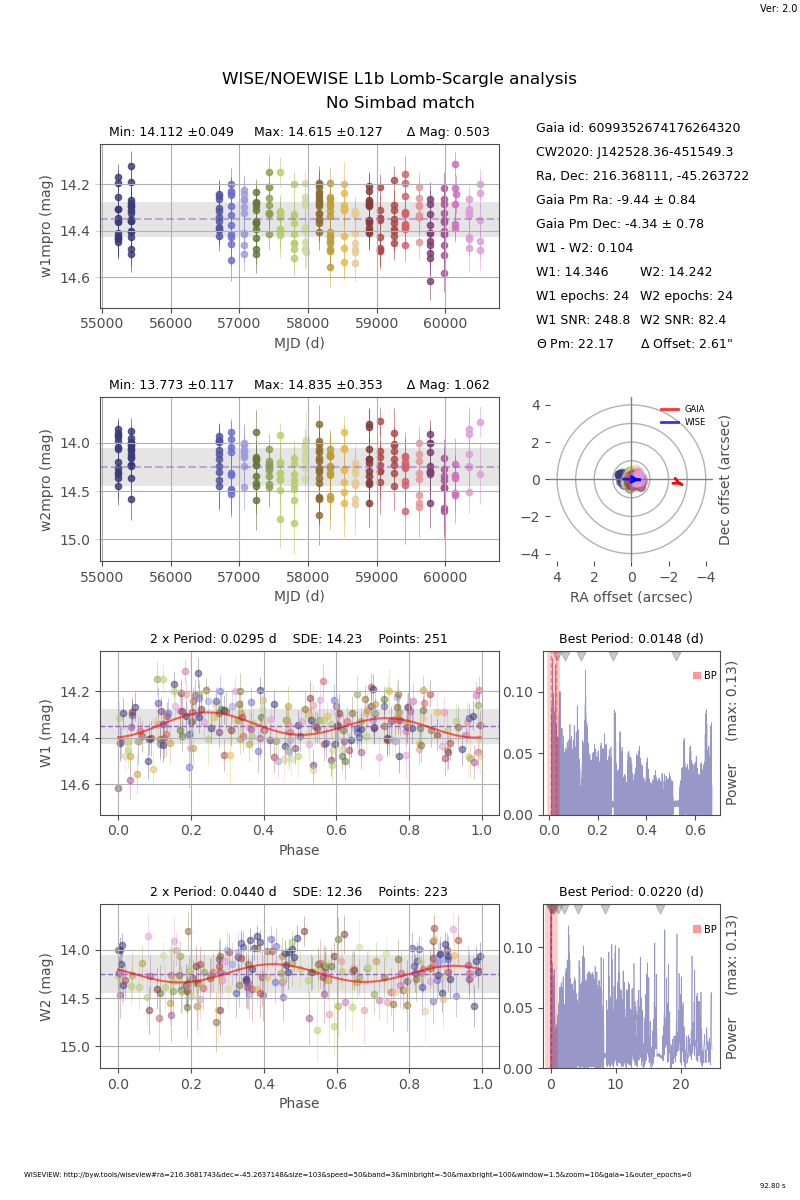 Ver: 2.0
WISE/NOEWISE L1b Lomb-Scargle analysis
No Simbad match
Min: 14.112 ±0.049 Max: 14.615 ±0.127 Δ Mag: 0.503
w1mpro (mag)
14.2
14.4
14.6
55000 56000 57000 58000 59000 60000
MJD (d)
Gaia id: 6099352674176264320
CW2020: J142528.36-451549.3
Ra, Dec: 216.368111, -45.263722
Gaia Pm Ra: -9.44 ± 0.84
Gaia Pm Dec: -4.34 ± 0.78
W1 - W2: 0.104
W1: 14.346 W2: 14.242
W1 epochs: 24 W2 epochs: 24
W1 SNR: 248.8 W2 SNR: 82.4
Θ Pm: 22.17 Δ Offset: 2.61"
Min: 13.773 ±0.117 Max: 14.835 ±0.353 Δ Mag: 1.062
w2mpro (mag)
14.0
14.5
15.0
55000 56000 57000 58000 59000 60000
MJD (d)
GAIA
WISE
4
2
0
−2
−4
4 2 0 −2 −4
RA offset (arcsec)
Dec offset (arcsec)
2 x Period: 0.0295 d SDE: 14.23 Points: 251
W1 (mag)
14.2
14.4
14.6
0.0 0.2 0.4 0.6 0.8 1.0
Phase
Best Period: 0.0148 (d)
BP
0.10
0.05
0.00
0.0 0.2 0.4 0.6
Power (max: 0.13)
2 x Period: 0.0440 d SDE: 12.36 Points: 223
W2 (mag)
14.0
14.5
15.0
0.0 0.2 0.4 0.6 0.8 1.0
Phase
Best Period: 0.0220 (d)
BP
0.10
0.05
0.00
0 10 20
Power (max: 0.13)
WISEVIEW: http://byw.tools/wiseview#ra=216.3681743&dec=-45.2637148&size=103&speed=50&band=3&minbright=-50&maxbright=100&window=1.5&zoom=10&gaia=1&outer_epochs=0
92.80 s